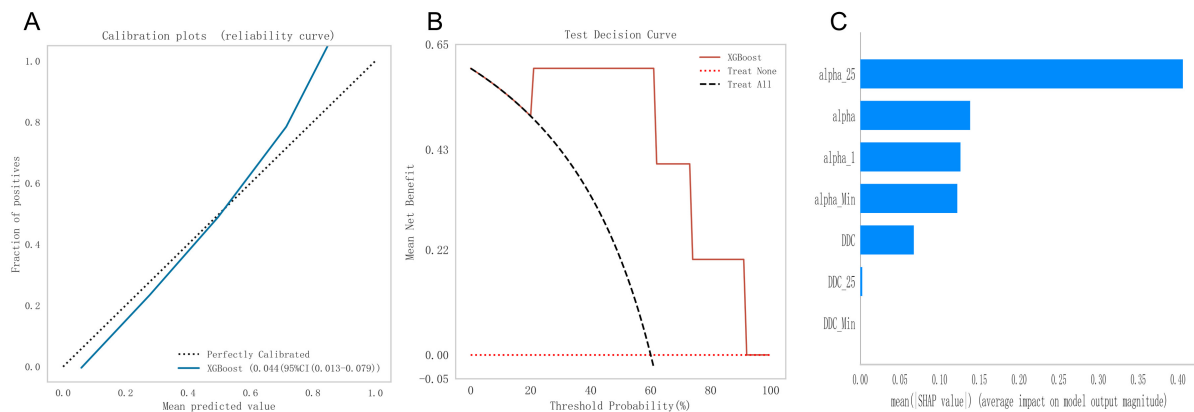 A
Calibration plots (reliability curve)
1.0
0.8
0.6
0.4
0.2
0.0
Fraction of positives
Perfectly Calibrated
XGBoost (0.044(95%CI(0.013-0.079))
0.0 0.2 0.4 0.6 0.8 1.0
Mean predicted value
B
Test Decision Curve
0.65
0.43
0.22
0.00
-0.05
Mean Net Benefit
XGBoost
Treat None
Treat All
0 20 40 60 80 100
Threshold Probability(%)
C
alpha_25
alpha
alpha_1
alpha_Min
DDC
DDC_25
DDC_Min
0.00 0.05 0.10 0.15 0.20 0.25 0.30 0.35 0.40
mean(|SHAP value|) (average impact on model output magnitude)